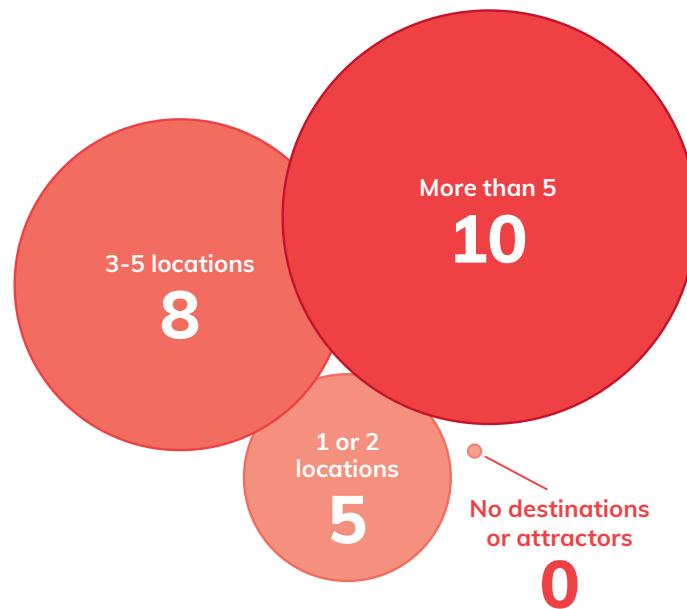 More than 5
10
3-5 locations
8
1 or 2
locations
5
No destinations
or attractors
0